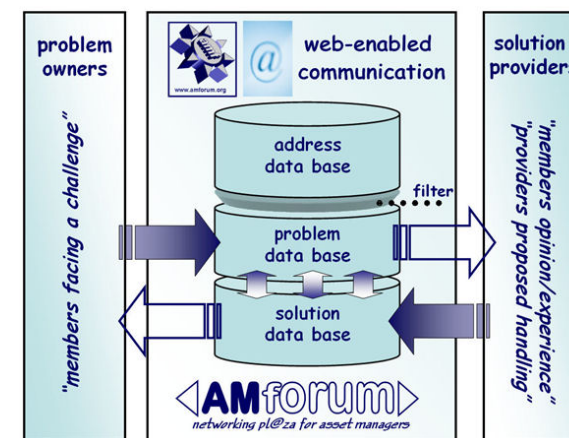 problem
owners
"members facing a challenge"
www.amforum.org
@
web-enabled
communication
address
data base
filter
problem
data base
solution
data base
AMforum
networking pl@za for asset managers
solution
provider
"members opinion/experience"
"providers proposed handling"